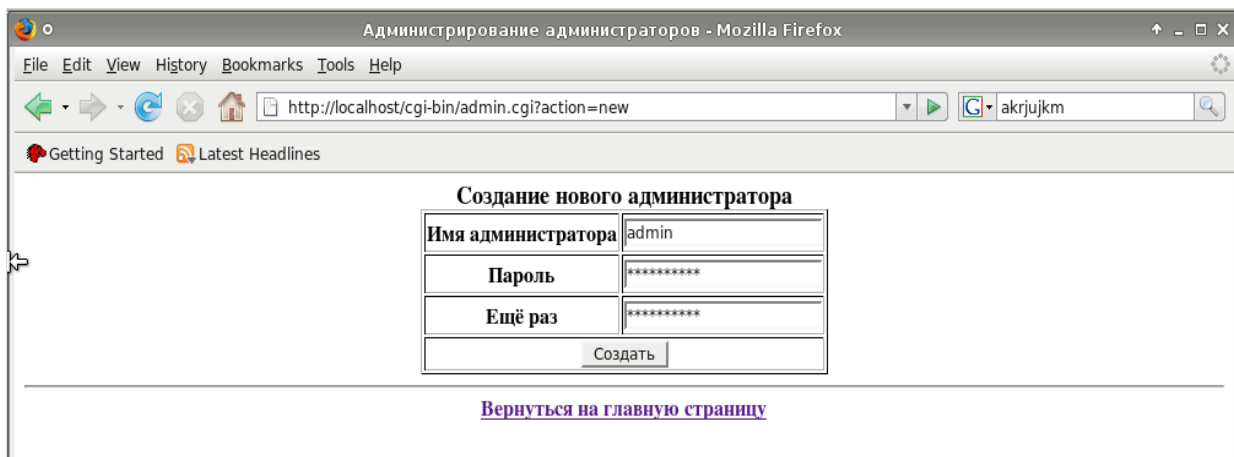 Администрирование администраторов - Mozilla Firefox
File Edit View History Bookmarks Tools Help
http://localhost/cgi-bin/admin.cgi?action=new G akrjujkm
Getting Started Latest Headlines
Создание нового администратора
Имя администратора admin
Пароль **********
Ещё раз **********
Создать
Вернуться на главную страницу